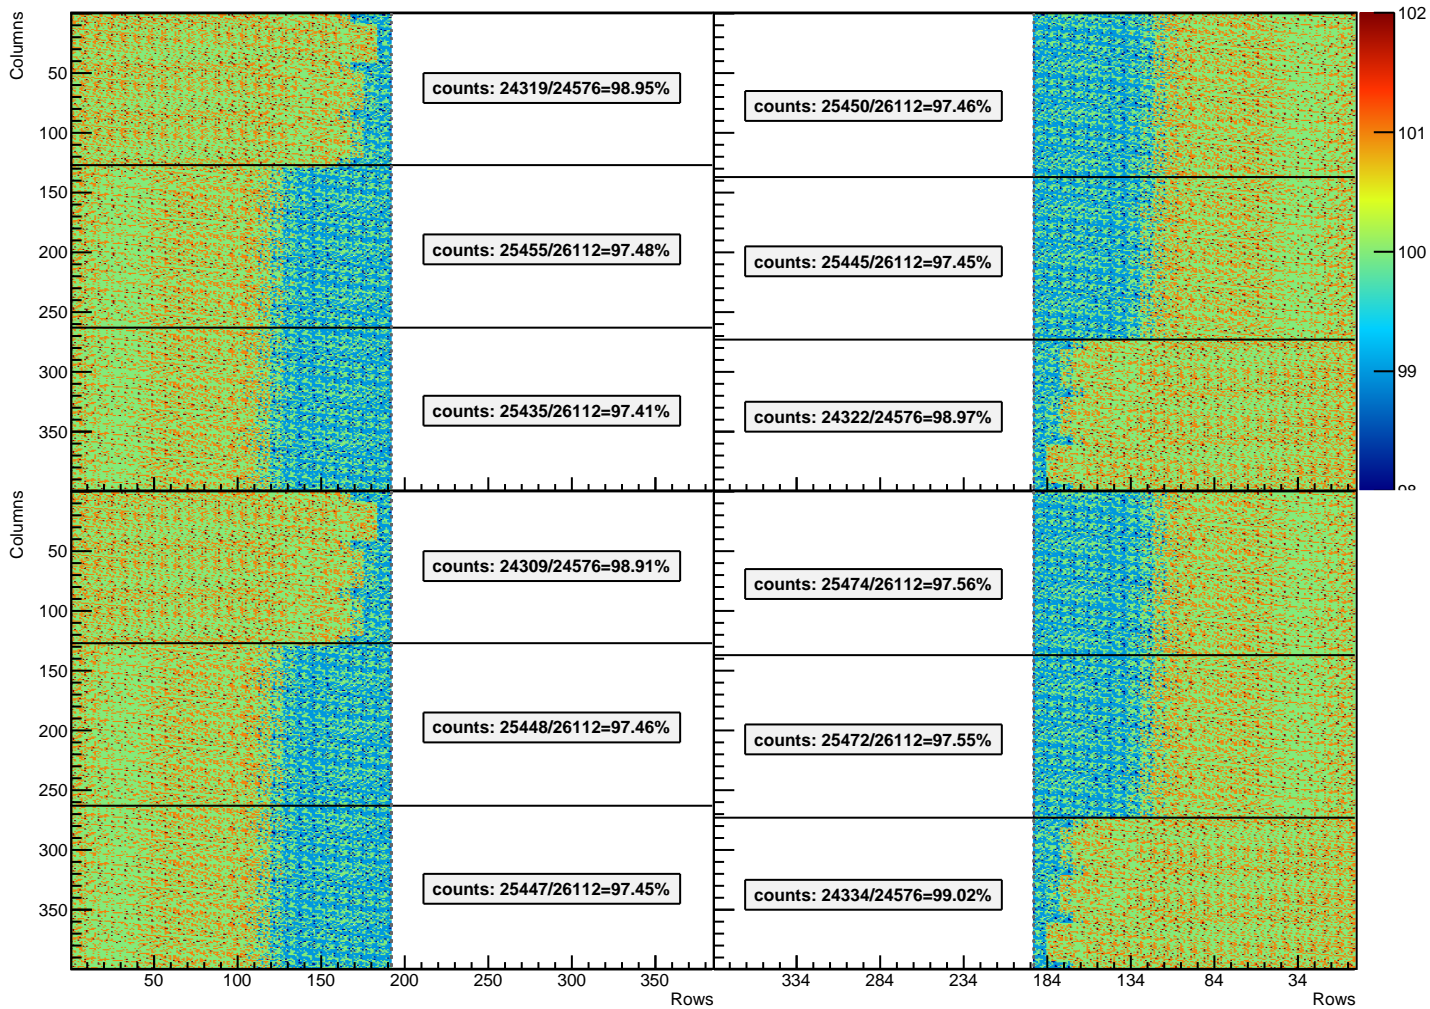 Columns
50
100
150
200
250
300
350
counts: 24319/24576=98.95%
counts: 25455/26112=97.48%
counts: 25435/26112=97.41%
counts: 25450/26112=97.46%
counts: 25445/26112=97.45%
counts: 24322/24576=98.97%
102
101
100
99
98
Columns
50
100
150
200
250
300
350
counts: 24309/24576=98.91%
counts: 25448/26112=97.46%
counts: 25447/26112=97.45%
counts: 25474/26112=97.56%
counts: 25472/26112=97.55%
counts: 24334/24576=99.02%
50 100 150 200 250 300 350
Rows
334 284 234 184 134 84 34
Rows